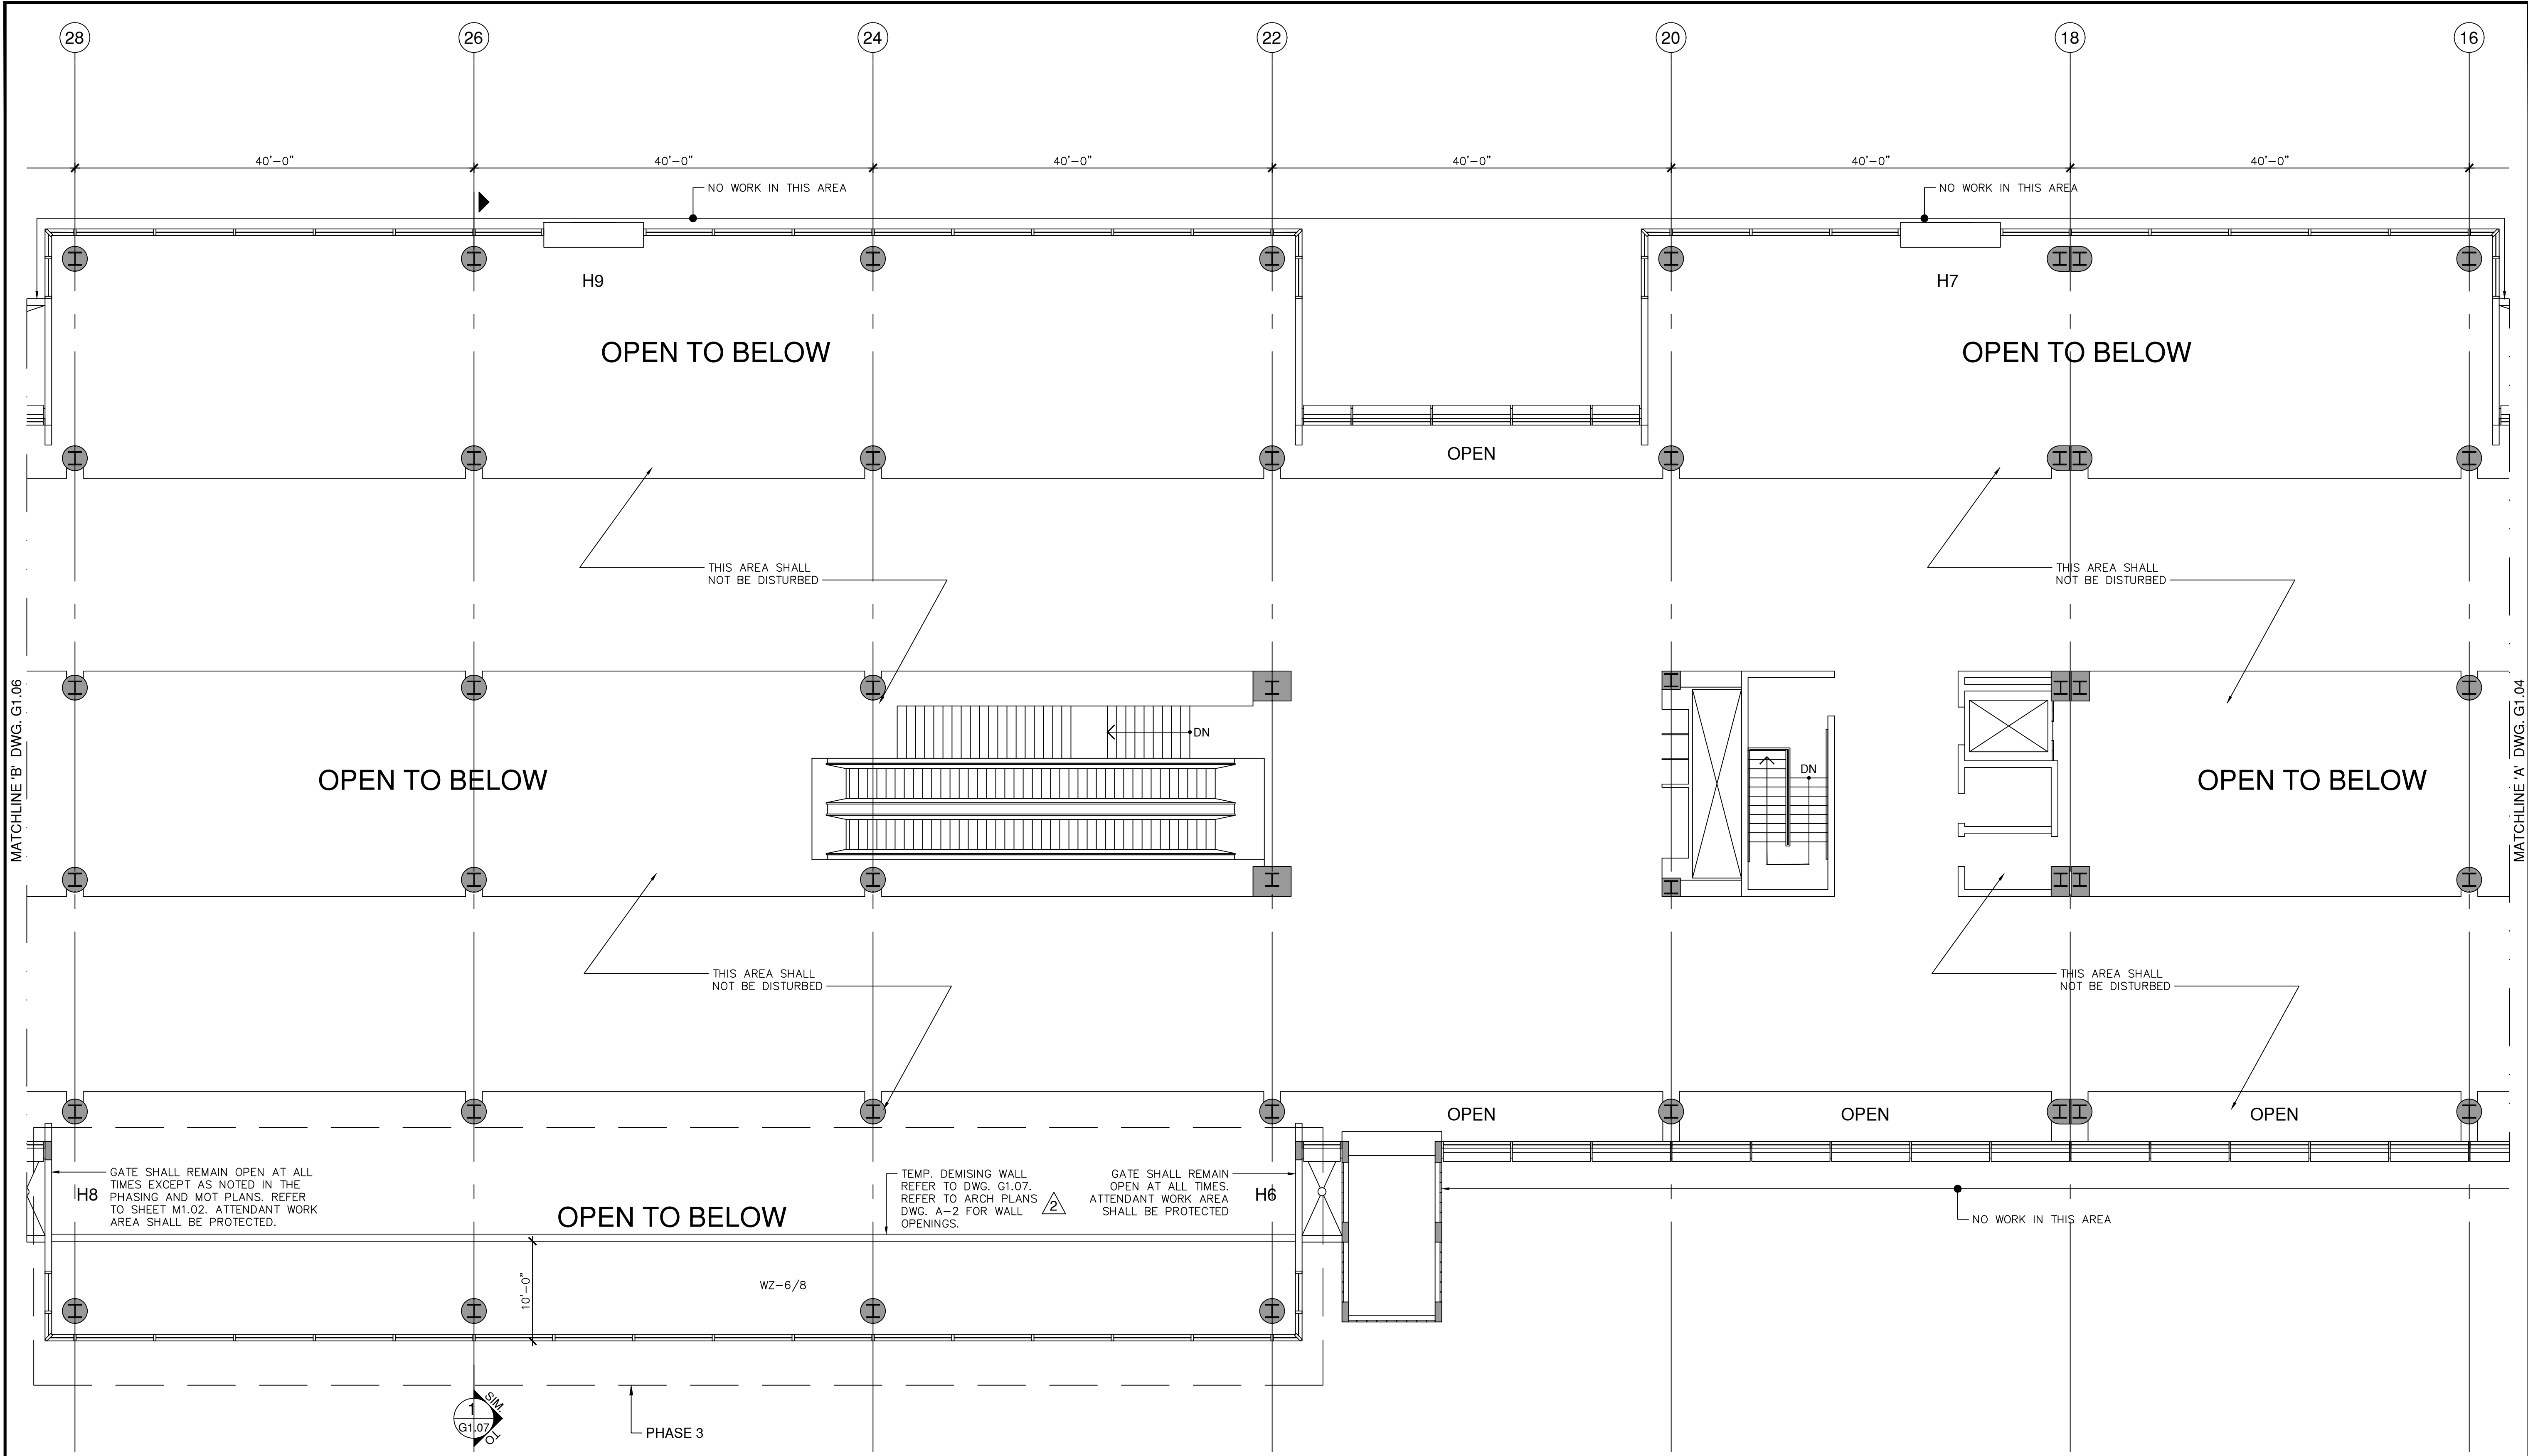 28
26
24
22
20
18
16
40'-0"
40'-0"
40'-0"
40'-0"
40'-0"
40'-0"
NO WORK IN THIS AREA
NO WORK IN THIS AREA
H9
H7
OPEN TO BELOW
OPEN TO BELOW
OPEN
THIS AREA SHALL
NOT BE DISTURBED
THIS AREA SHALL
NOT BE DISTURBED
MATCHLINE 'B' DWG. G1.06
MATCHLINE 'A' DWG. G1.04
DN
DN
OPEN TO BELOW
OPEN TO BELOW
THIS AREA SHALL
NOT BE DISTURBED
THIS AREA SHALL
NOT BE DISTURBED
OPEN
OPEN
OPEN
GATE SHALL REMAIN OPEN AT ALL
TIMES EXCEPT AS NOTED IN THE
PHASING AND MOT PLANS. REFER
TO SHEET M1.02. ATTENDANT WORK
AREA SHALL BE PROTECTED.
H8
TEMP. DEMISING WALL
REFER TO DWG. G1.07.
REFER TO ARCH PLANS
DWG. A-2 FOR WALL
OPENINGS.
2
GATE SHALL REMAIN
OPEN AT ALL TIMES.
ATTENDANT WORK AREA
SHALL BE PROTECTED
H6
OPEN TO BELOW
NO WORK IN THIS AREA
10'-0"
WZ-6/8
1
G1.07
SIM.
TO
PHASE 3